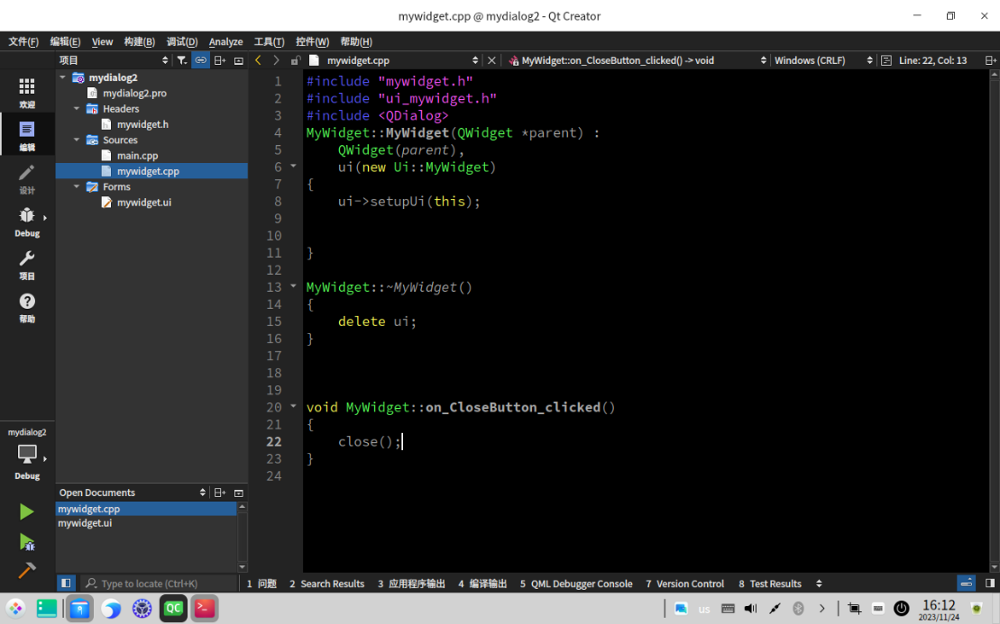 mywidget.cpp @ mydialog2 - Qt Creator
文件(F) 编辑(E) View 构建(B) 调试(D) Analyze 工具(T) 控件(W) 帮助(H)
项目 mywidget.cpp MyWidget::on_CloseButton_clicked() -> void Windows (CRLF) Line: 22, Col: 13
欢迎
编辑
设计
Debug
项目
帮助
mydialog2
Debug
mydialog2
mydialog2.pro
Headers
mywidget.h
Sources
main.cpp
mywidget.cpp
Forms
mywidget.ui
Open Documents
mywidget.cpp
mywidget.ui
1 #include "mywidget.h"
2 #include "ui_mywidget.h"
3 #include <QDialog>
4 MyWidget::MyWidget(QWidget *parent) :
5 QWidget(parent),
6 ui(new Ui::MyWidget)
7 {
8 ui->setupUi(this);
9
10
11 }
12
13 MyWidget::~MyWidget()
14 {
15 delete ui;
16 }
17
18
19
20 void MyWidget::on_CloseButton_clicked()
21 {
22 close();
23 }
24
Type to locate (Ctrl+K) 1 问题 2 Search Results 3 应用程序输出 4 编译输出 5 QML Debugger Console 7 Version Control 8 Test Results
QC us 16:12
2023/11/24